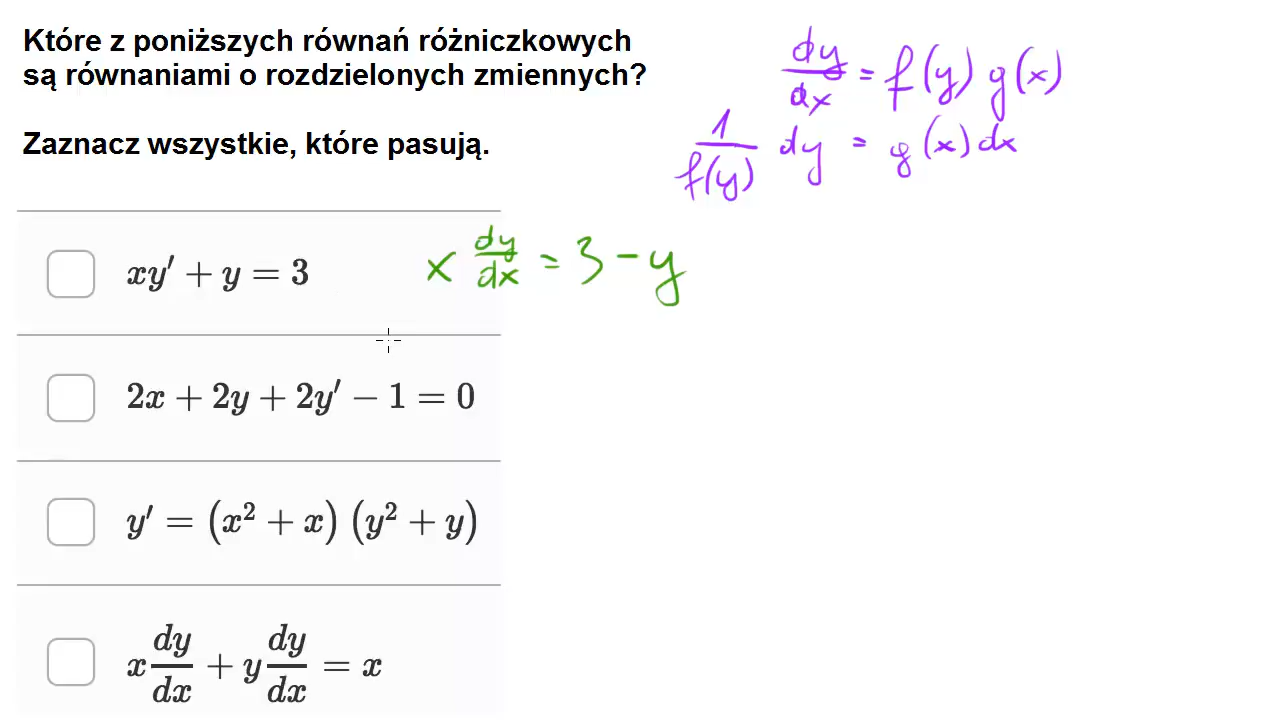 Które z poniższych równań różniczkowych
są równaniami o rozdzielonych zmiennych?
Zaznacz wszystkie, które pasują.
dy/dx = f(y) g(x)
1/f(y) dy = g(x) dx
xy′ + y = 3
x dy/dx = 3 − y
2x + 2y + 2y′ − 1 = 0
y′ = (x² + x) (y² + y)
x dy/dx + y dy/dx = x